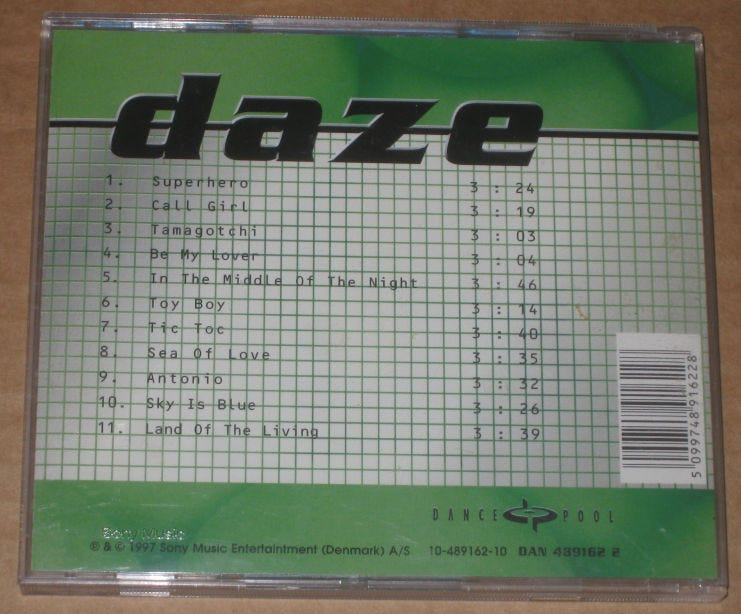 daze
1. Superhero 3 : 24
2. Call Girl 3 : 19
3. Tamagotchi 3 : 03
4. Be My Lover 3 : 04
5. In The Middle Of The Night 3 : 46
6. Toy Boy 3 : 14
7. Tic Toc 3 : 40
8. Sea Of Love 3 : 35
9. Antonio 3 : 32
10. Sky Is Blue 3 : 26
11. Land Of The Living 3 : 39
5 099748 916228
DANCE POOL
Sony Music
℗ & © 1997 Sony Music Entertaintment (Denmark) A/S 10-489162-10 DAN 489162 2